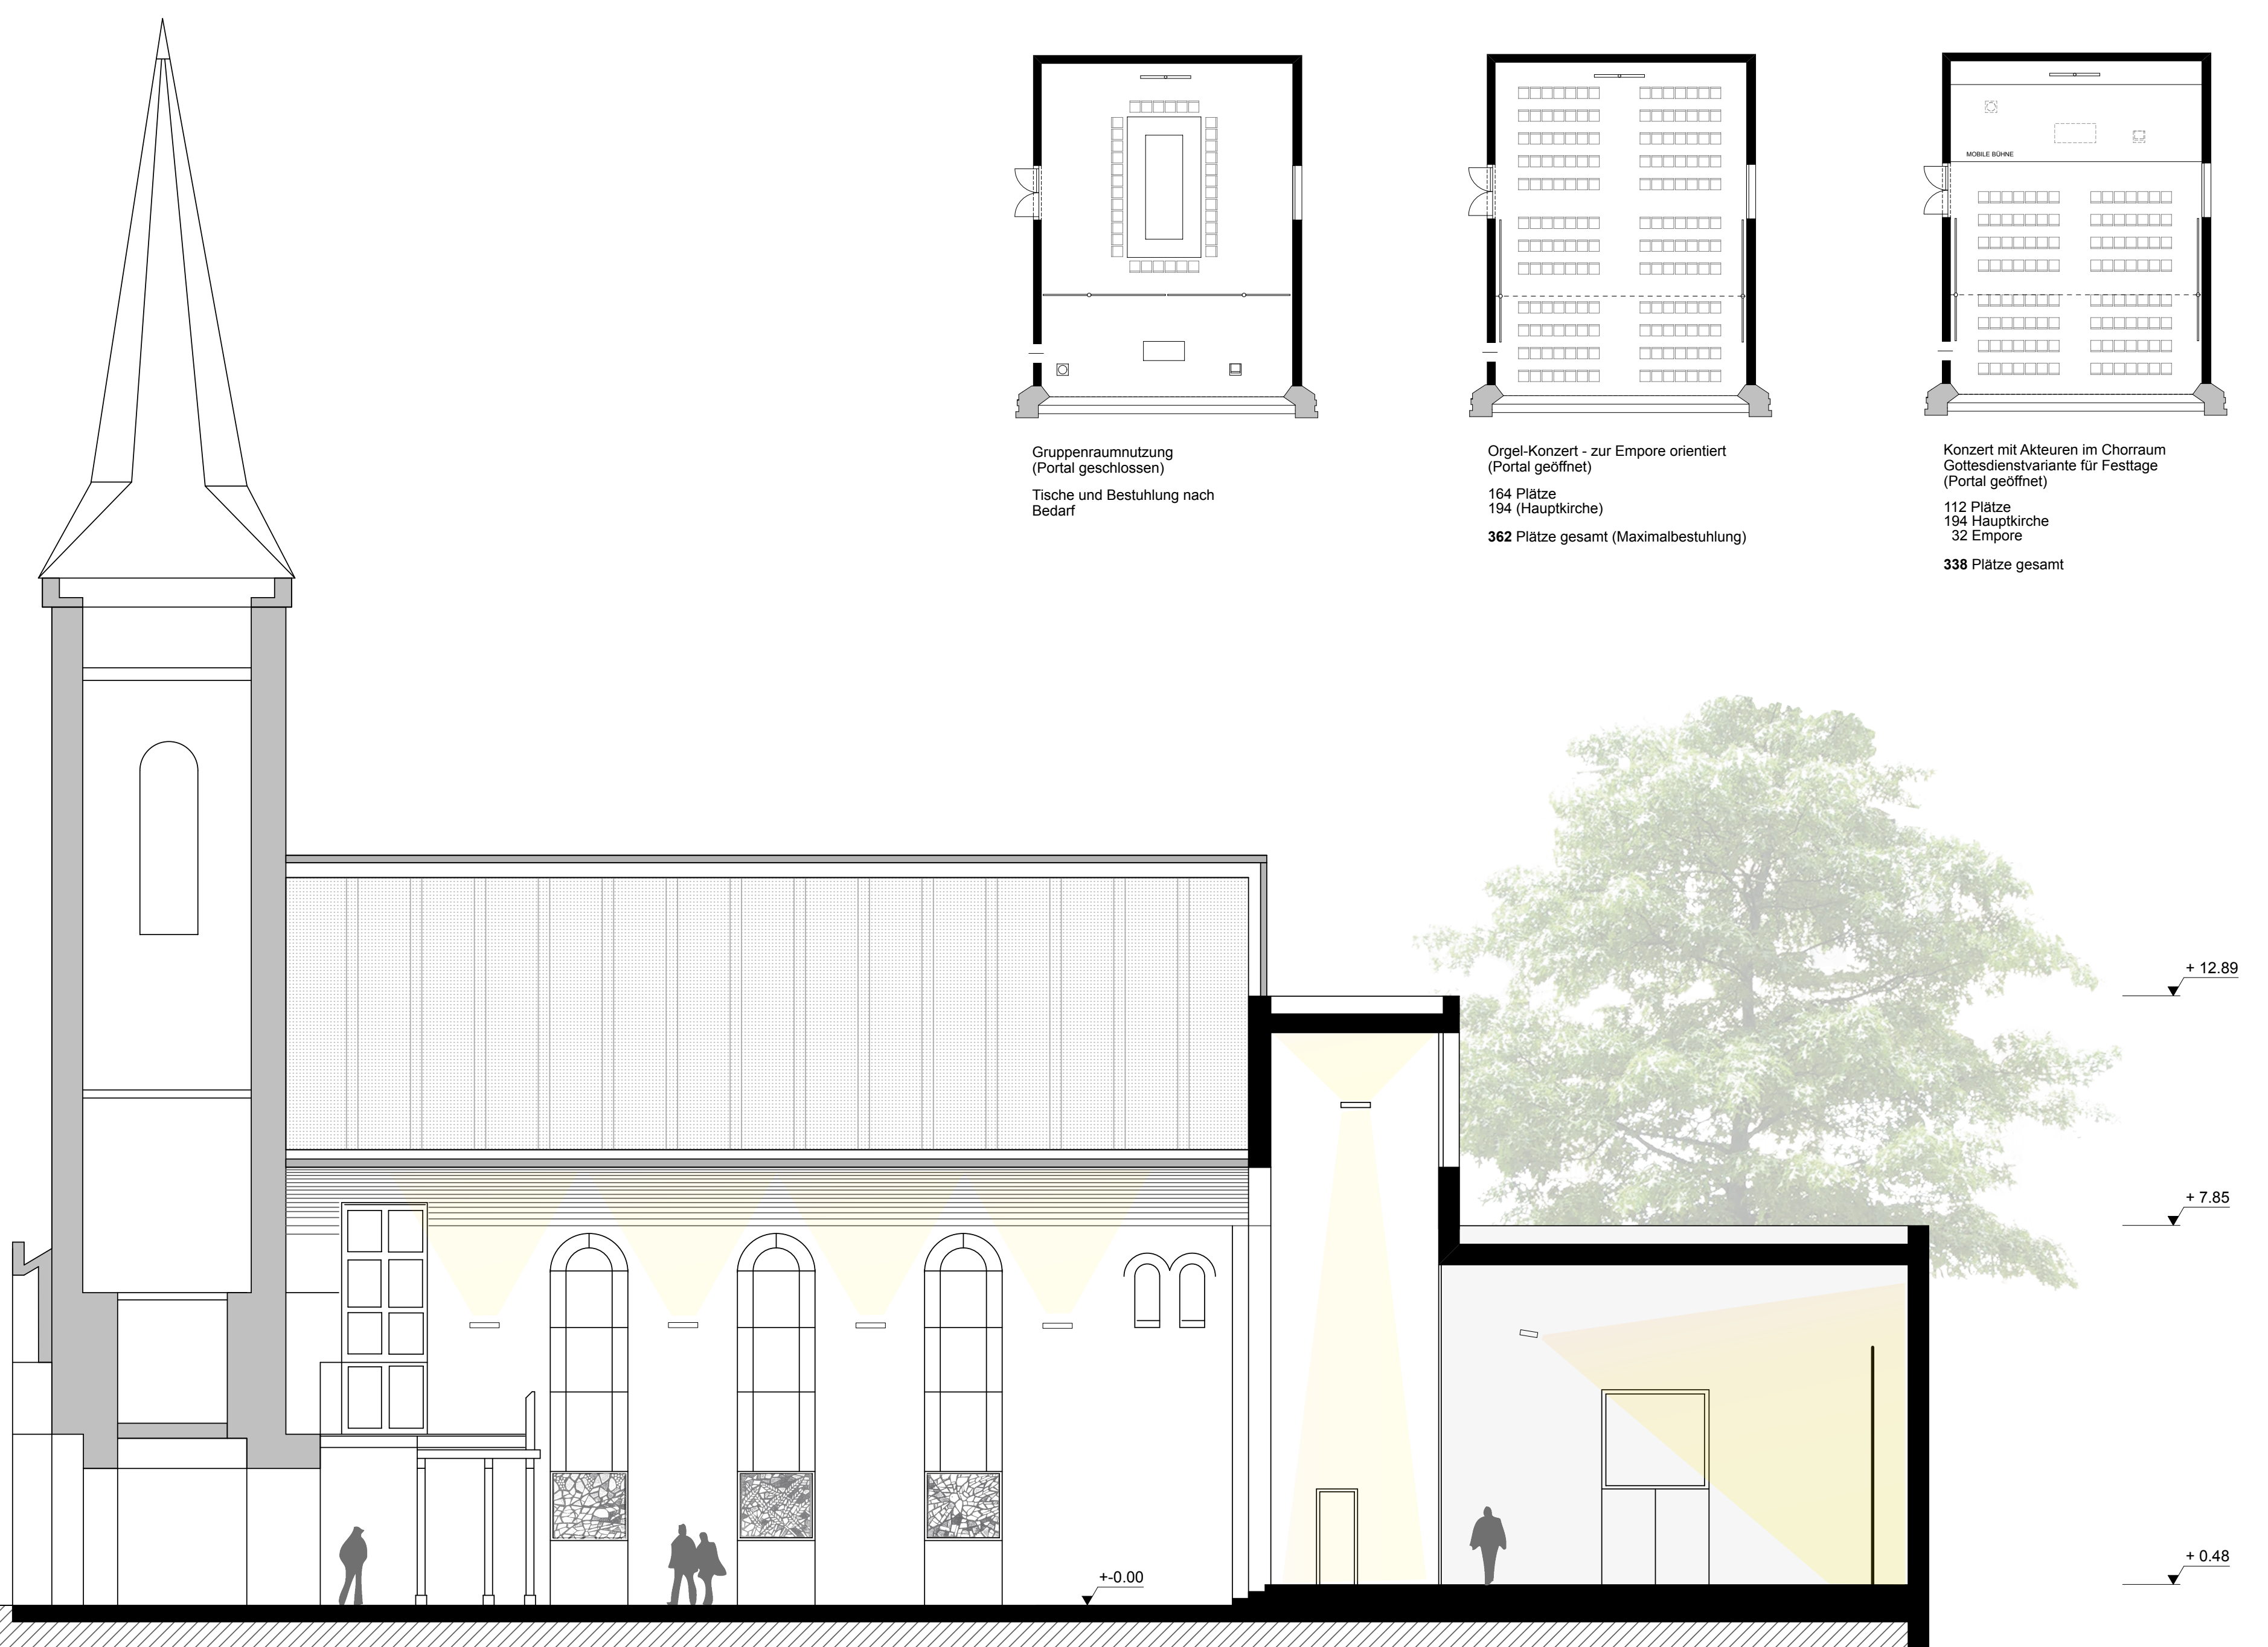 MOBILE BÜHNE
Gruppenraumnutzung
(Portal geschlossen)
Tische und Bestuhlung nach
Bedarf
Orgel-Konzert - zur Empore orientiert
(Portal geöffnet)
164 Plätze
194 (Hauptkirche)
362 Plätze gesamt (Maximalbestuhlung)
Konzert mit Akteuren im Chorraum
Gottesdienstvariante für Festtage
(Portal geöffnet)
112 Plätze
194 Hauptkirche
32 Empore
338 Plätze gesamt
+ 12.89
+ 7.85
+ 0.48
+-0.00